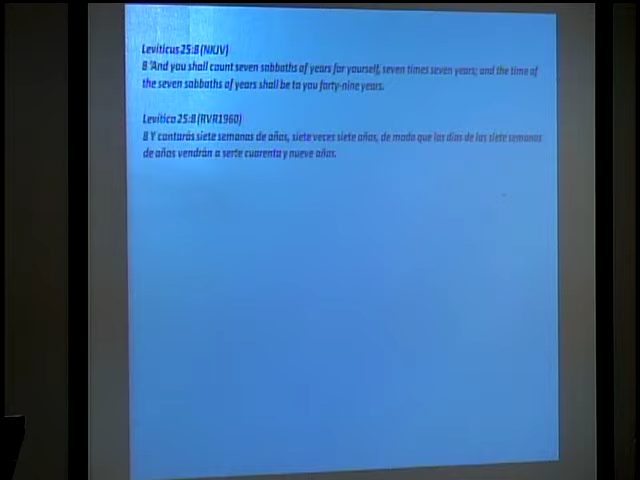 Leviticus 25:8 (NKJV)
8 "And you shall count seven sabbaths of years for yourself, seven times seven years; and the time of
the seven sabbaths of years shall be to you forty-nine years.
Levítico 25:8 (RVR1960)
8 Y contarás siete semanas de años, siete veces siete años, de modo que los días de las siete semanas
de años vendrán a serte cuarenta y nueve años.